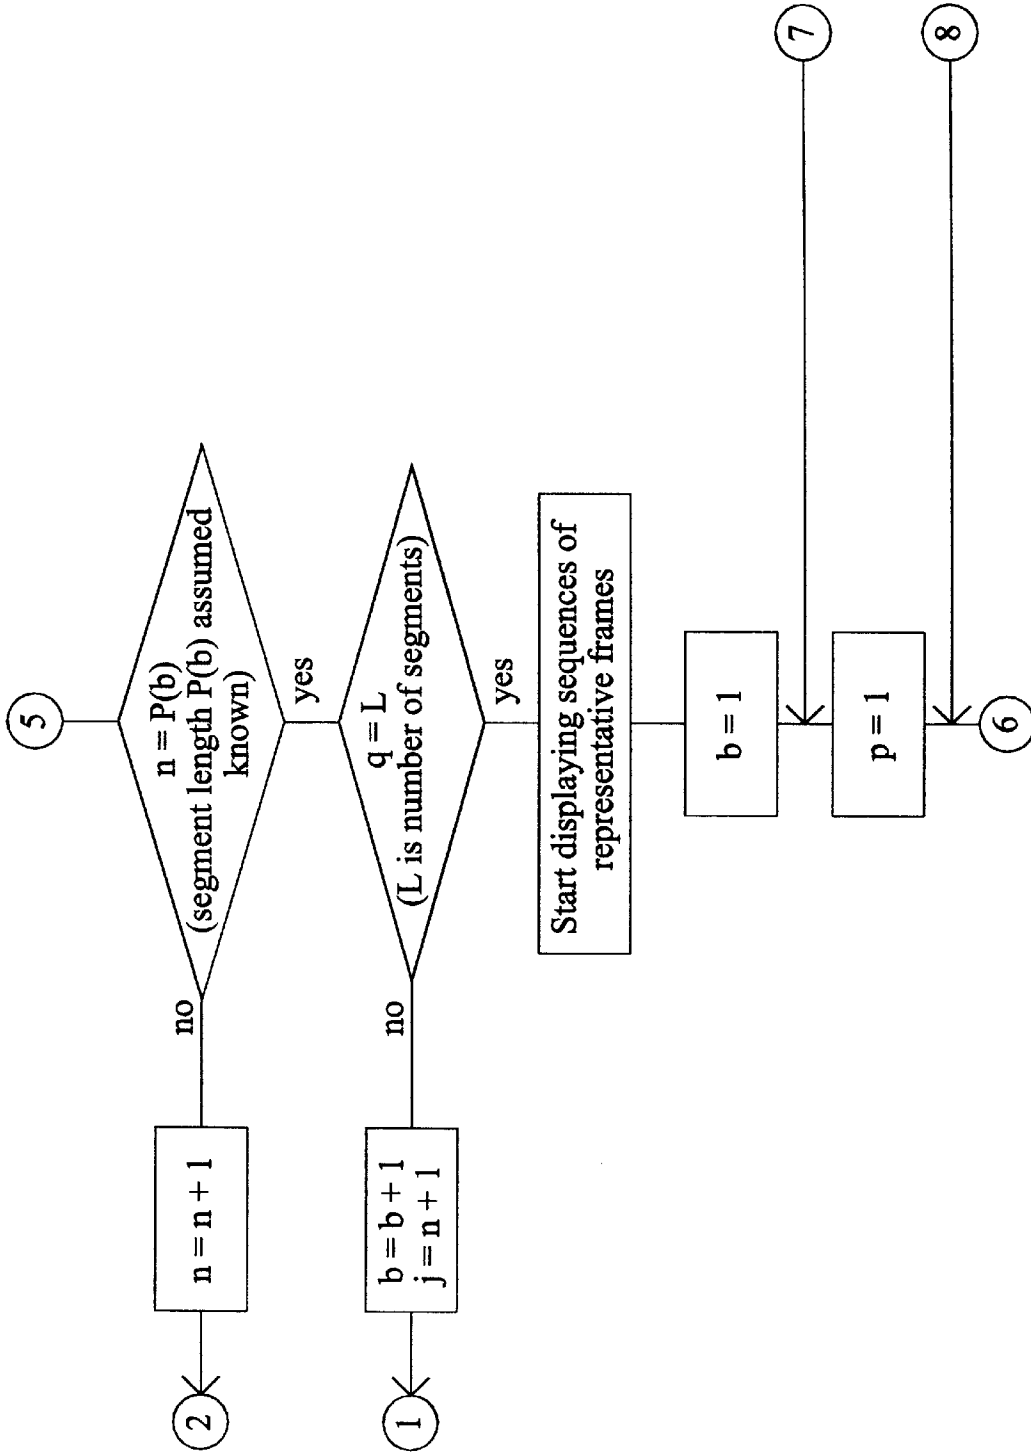 5
n = P(b)
(segment length P(b) assumed
known)
no
n = n + 1
2
yes
q = L
(L is number of segments)
no
b = b + 1
j = n + 1
1
yes
Start displaying sequences of
representative frames
b = 1
7
p = 1
8
6